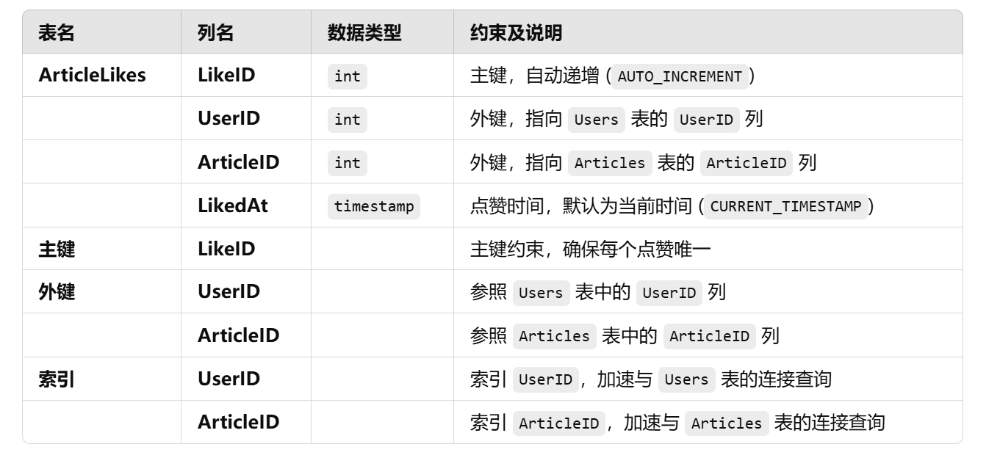 表名 列名 数据类型 约束及说明
ArticleLikes LikeID int 主键，自动递增 (AUTO_INCREMENT)
UserID int 外键，指向 Users 表的 UserID 列
ArticleID int 外键，指向 Articles 表的 ArticleID 列
LikedAt timestamp 点赞时间，默认为当前时间 (CURRENT_TIMESTAMP)
主键 LikeID 主键约束，确保每个点赞唯一
外键 UserID 参照 Users 表中的 UserID 列
ArticleID 参照 Articles 表中的 ArticleID 列
索引 UserID 索引 UserID，加速与 Users 表的连接查询
ArticleID 索引 ArticleID，加速与 Articles 表的连接查询